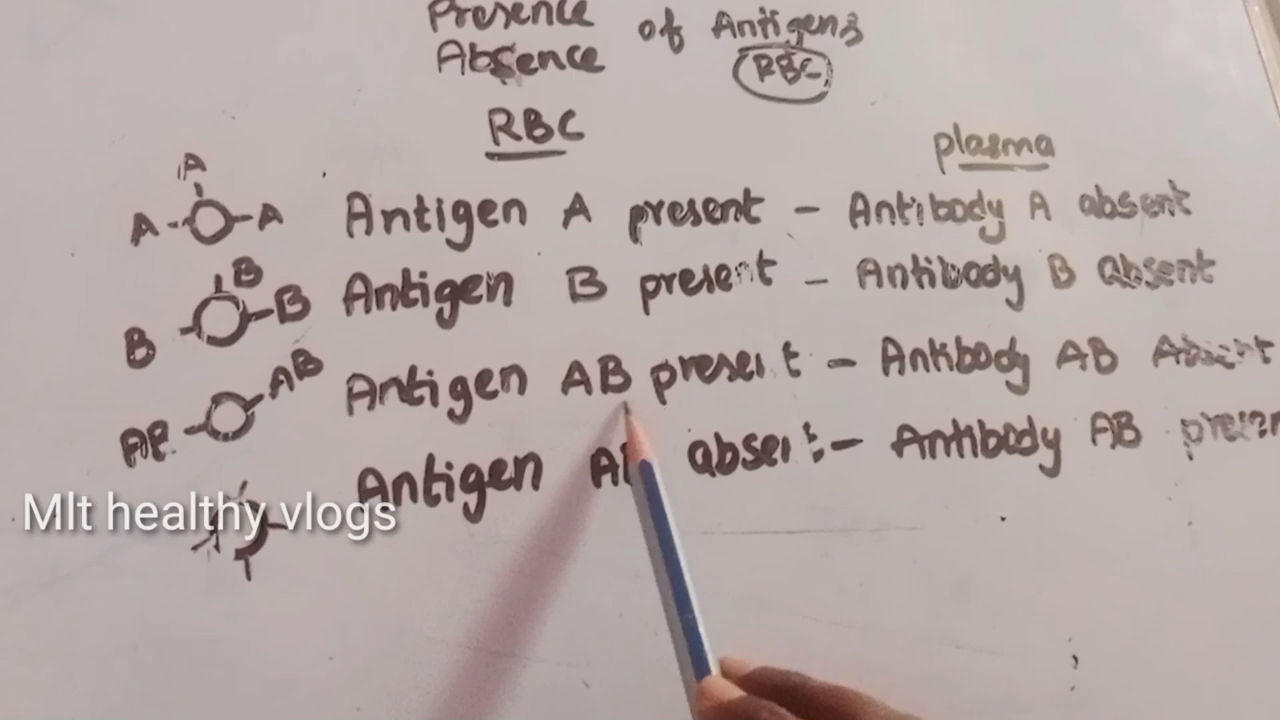 Presence
Absence of Antigens
RBC
RBC
plasma
A
A A Antigen A present - Antibody A absent
B
B B Antigen B present - Antibody B absent
AB
AB Antigen AB present - Antibody AB Absent
Antigen absent - Antibody AB
Mlt healthy vlogs